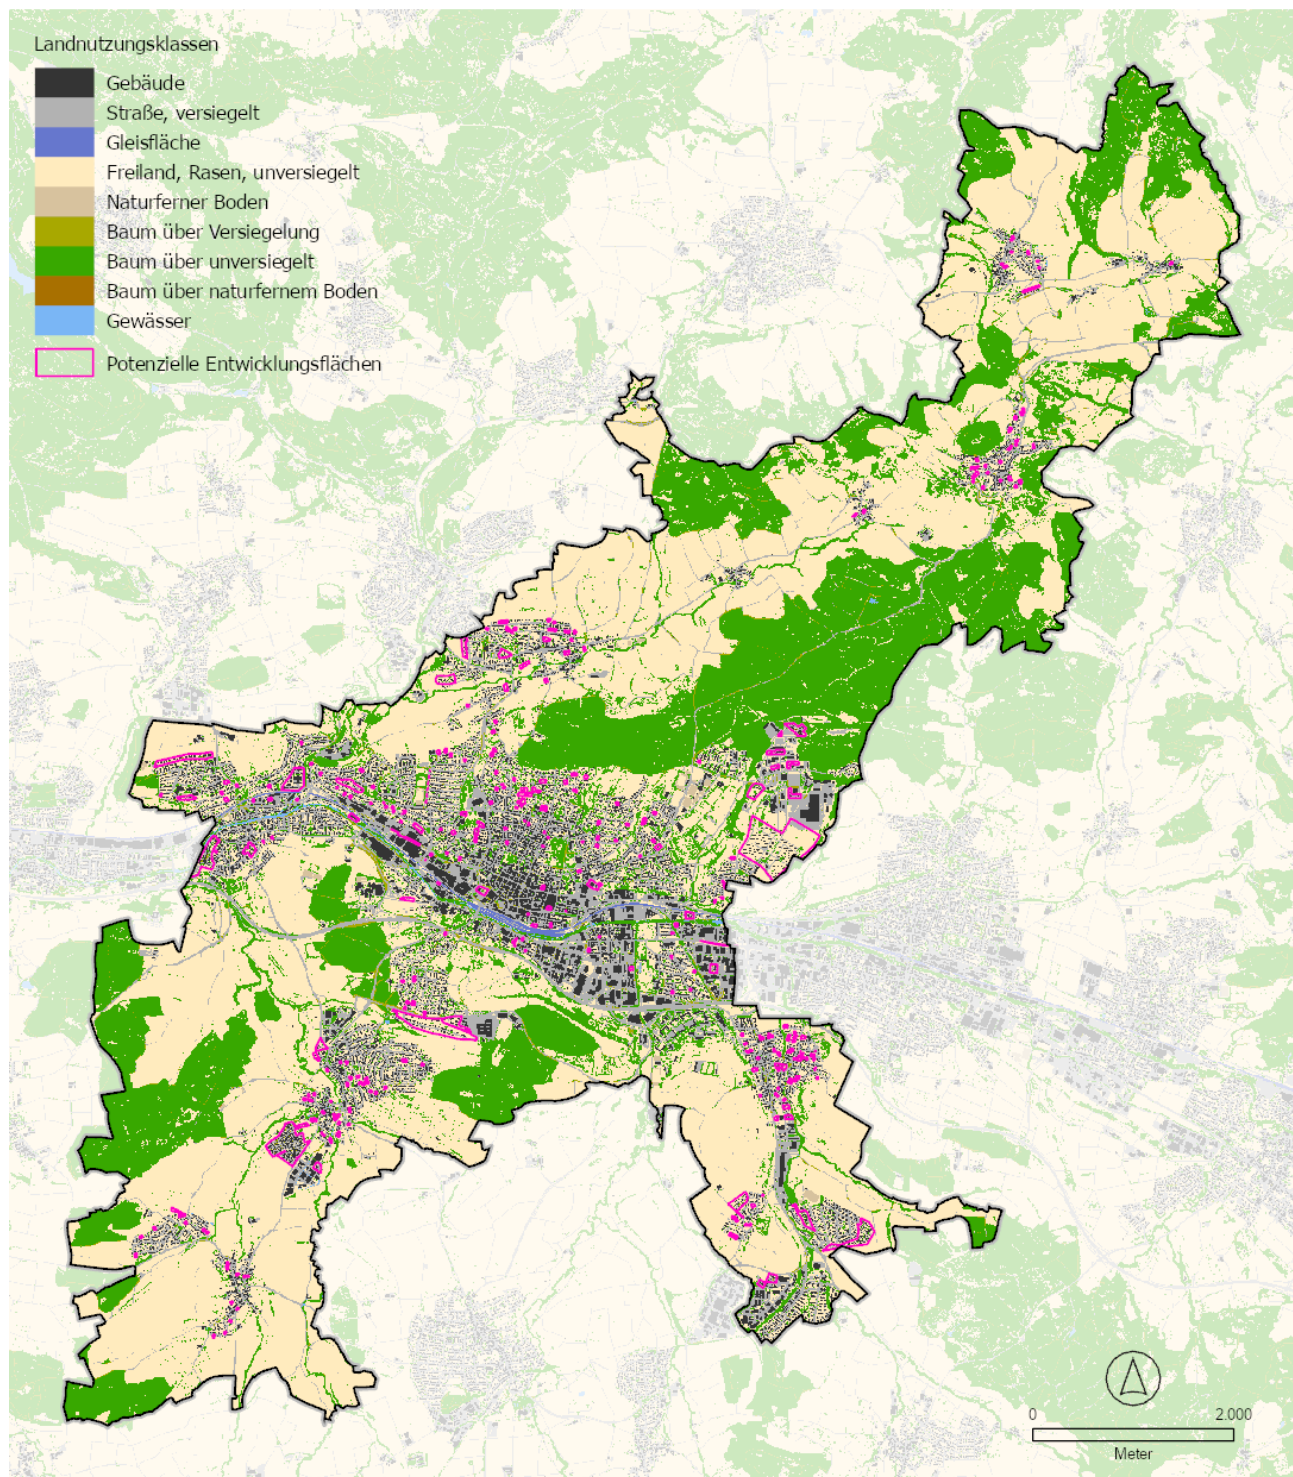 Landnutzungsklassen
Gebäude
Straße, versiegelt
Gleisfläche
Freiland, Rasen, unversiegelt
Naturferner Boden
Baum über Versiegelung
Baum über unversiegelt
Baum über naturfernem Boden
Gewässer
Potenzielle Entwicklungsflächen
0 2.000
Meter